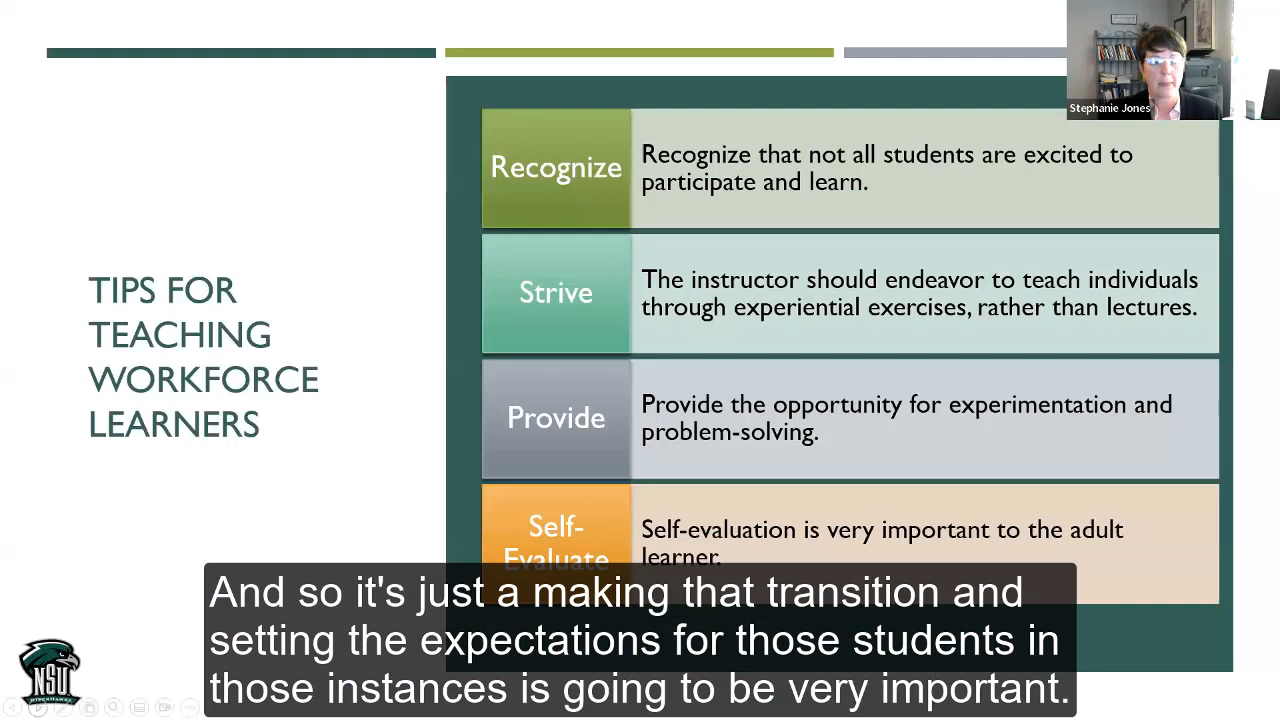 Stephanie Jones
TIPS FOR
TEACHING
WORKFORCE
LEARNERS
Recognize
Recognize that not all students are excited to
participate and learn.
Strive
The instructor should endeavor to teach individuals
through experiential exercises, rather than lectures.
Provide
Provide the opportunity for experimentation and
problem-solving.
Self-
Evaluate
Self-evaluation is very important to the adult
learner.
And so it's just a making that transition and
setting the expectations for those students in
those instances is going to be very important.
NSU
RIVERHAWKS